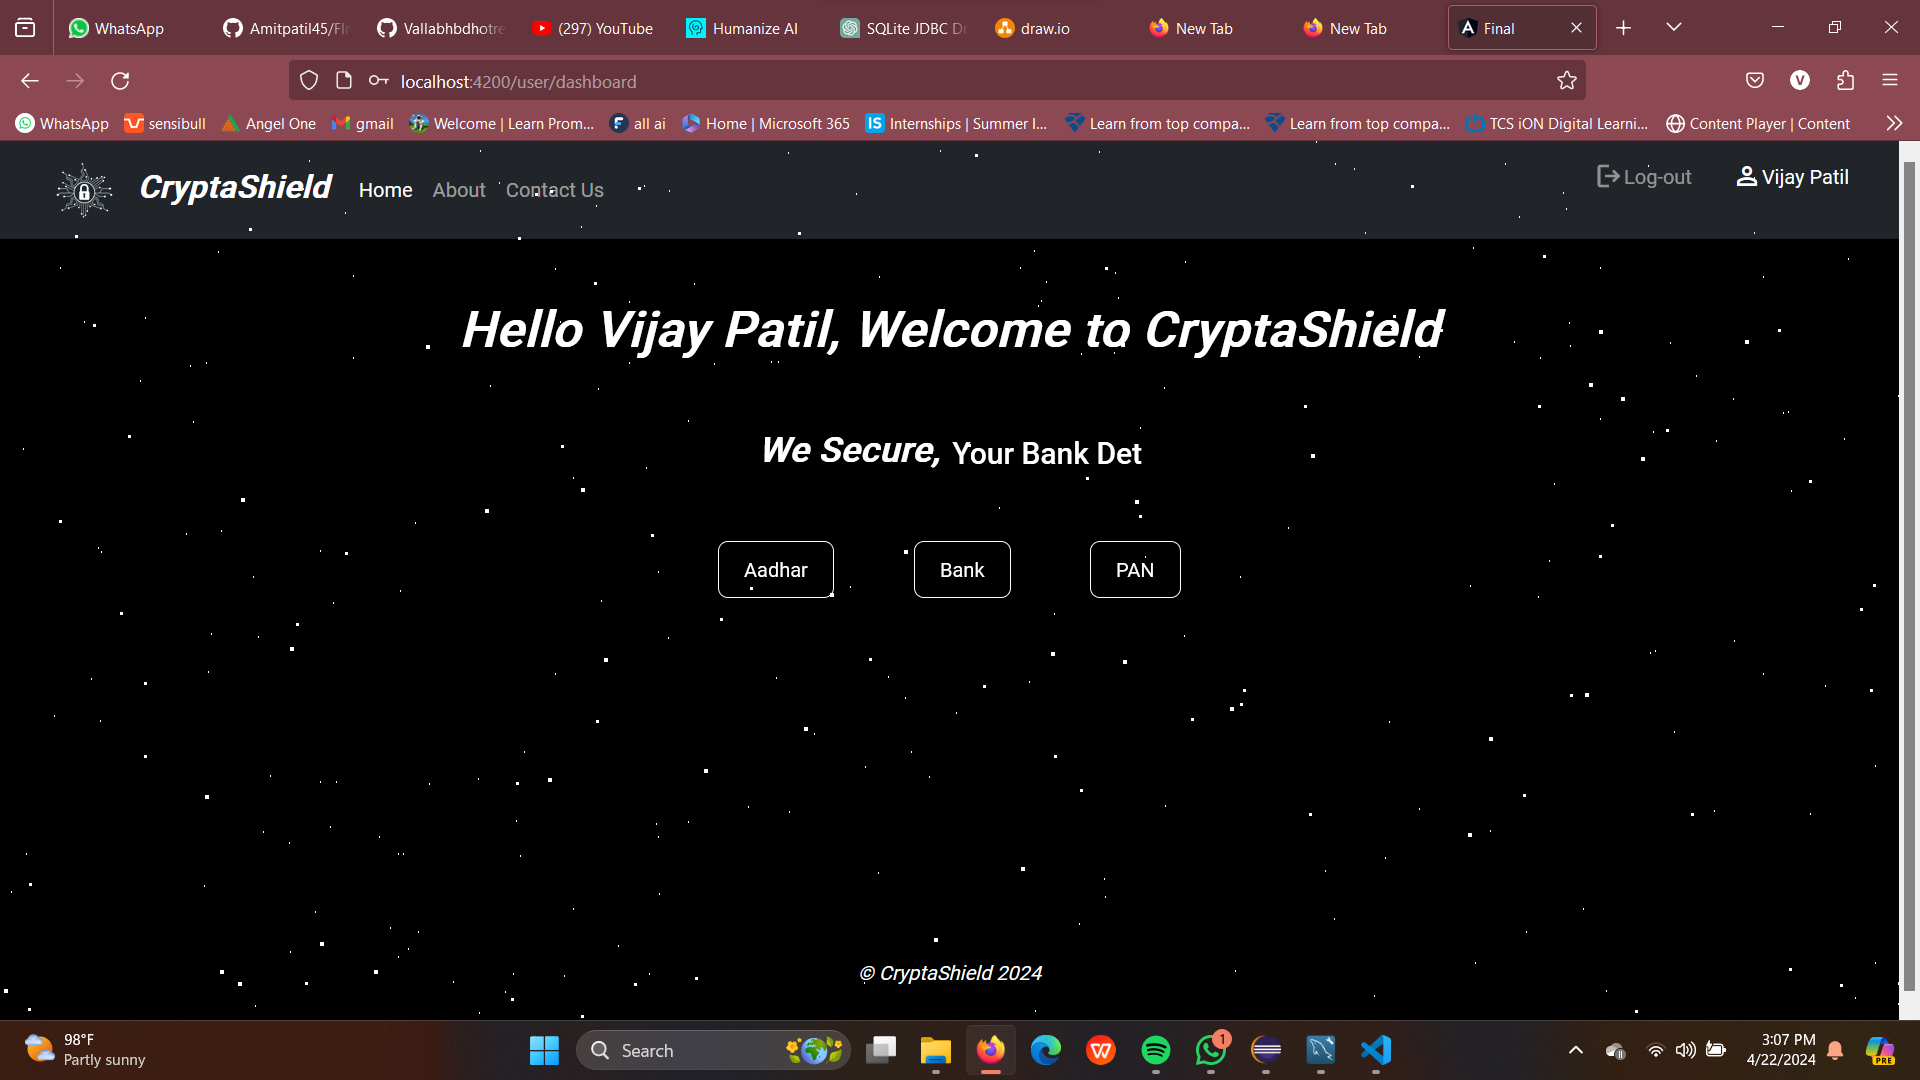 WhatsApp
Amitpatil45/
Vallabhbdhotre
(297) YouTube
Humanize AI
SQLite JDBC
draw.io
New Tab
New Tab
Final
localhost:4200/user/dashboard
V
WhatsApp
sensibull
Angel One
gmail
Welcome | Learn Prom...
all ai
Home | Microsoft 365
IS
Internships | Summer I...
Learn from top compa...
Learn from top compa...
TCS iON Digital Learni...
Content Player | Content
CryptaShield
Home
About
Contact Us
Log-out
Vijay Patil
Hello Vijay Patil, Welcome to CryptaShield
We Secure, Your Bank Det
Aadhar
Bank
PAN
© CryptaShield 2024
98°F
Partly sunny
Search
1
3:07 PM
4/22/2024
PRE